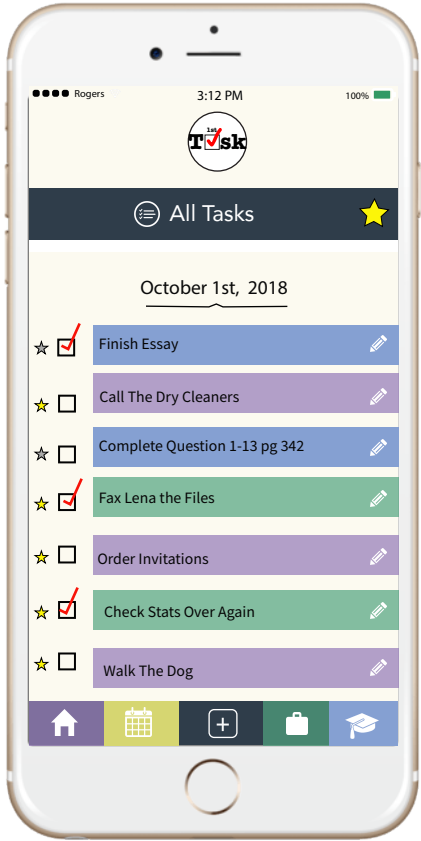 Rogers
3:12 PM
100%
1st
Task
All Tasks
October 1st, 2018
Finish Essay
Call The Dry Cleaners
Complete Question 1-13 pg 342
Fax Lena the Files
Order Invitations
Check Stats Over Again
Walk The Dog